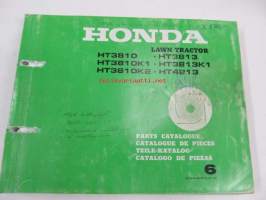 HONDA
LAWN TRACTOR
HT3810 · HT3813
HT3810K1 · HT3813K1
HT3810K2 · HT4213
PARTS CATALOGUE
CATALOGUE DE PIECES
TEILE-KATALOG
CATALOGO DE PIEZAS
6